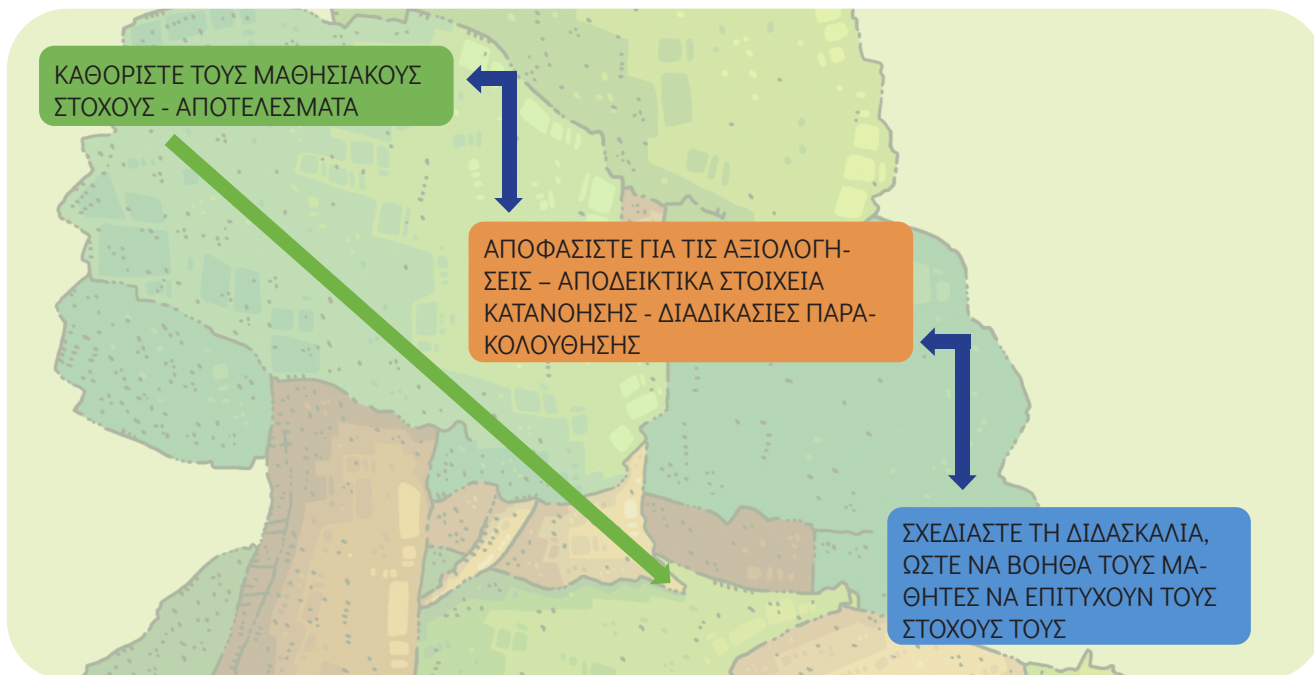 ΚΑΘΟΡΙΣΤΕ ΤΟΥΣ ΜΑΘΗΣΙΑΚΟΥΣ
ΣΤΟΧΟΥΣ - ΑΠΟΤΕΛΕΣΜΑΤΑ
ΑΠΟΦΑΣΙΣΤΕ ΓΙΑ ΤΙΣ ΑΞΙΟΛΟΓΗ-
ΣΕΙΣ – ΑΠΟΔΕΙΚΤΙΚΑ ΣΤΟΙΧΕΙΑ
ΚΑΤΑΝΟΗΣΗΣ - ΔΙΑΔΙΚΑΣΙΕΣ ΠΑΡΑ-
ΚΟΛΟΥΘΗΣΗΣ
ΣΧΕΔΙΑΣΤΕ ΤΗ ΔΙΔΑΣΚΑΛΙΑ,
ΩΣΤΕ ΝΑ ΒΟΗΘΑ ΤΟΥΣ ΜΑ-
ΘΗΤΕΣ ΝΑ ΕΠΙΤΥΧΟΥΝ ΤΟΥΣ
ΣΤΟΧΟΥΣ ΤΟΥΣ